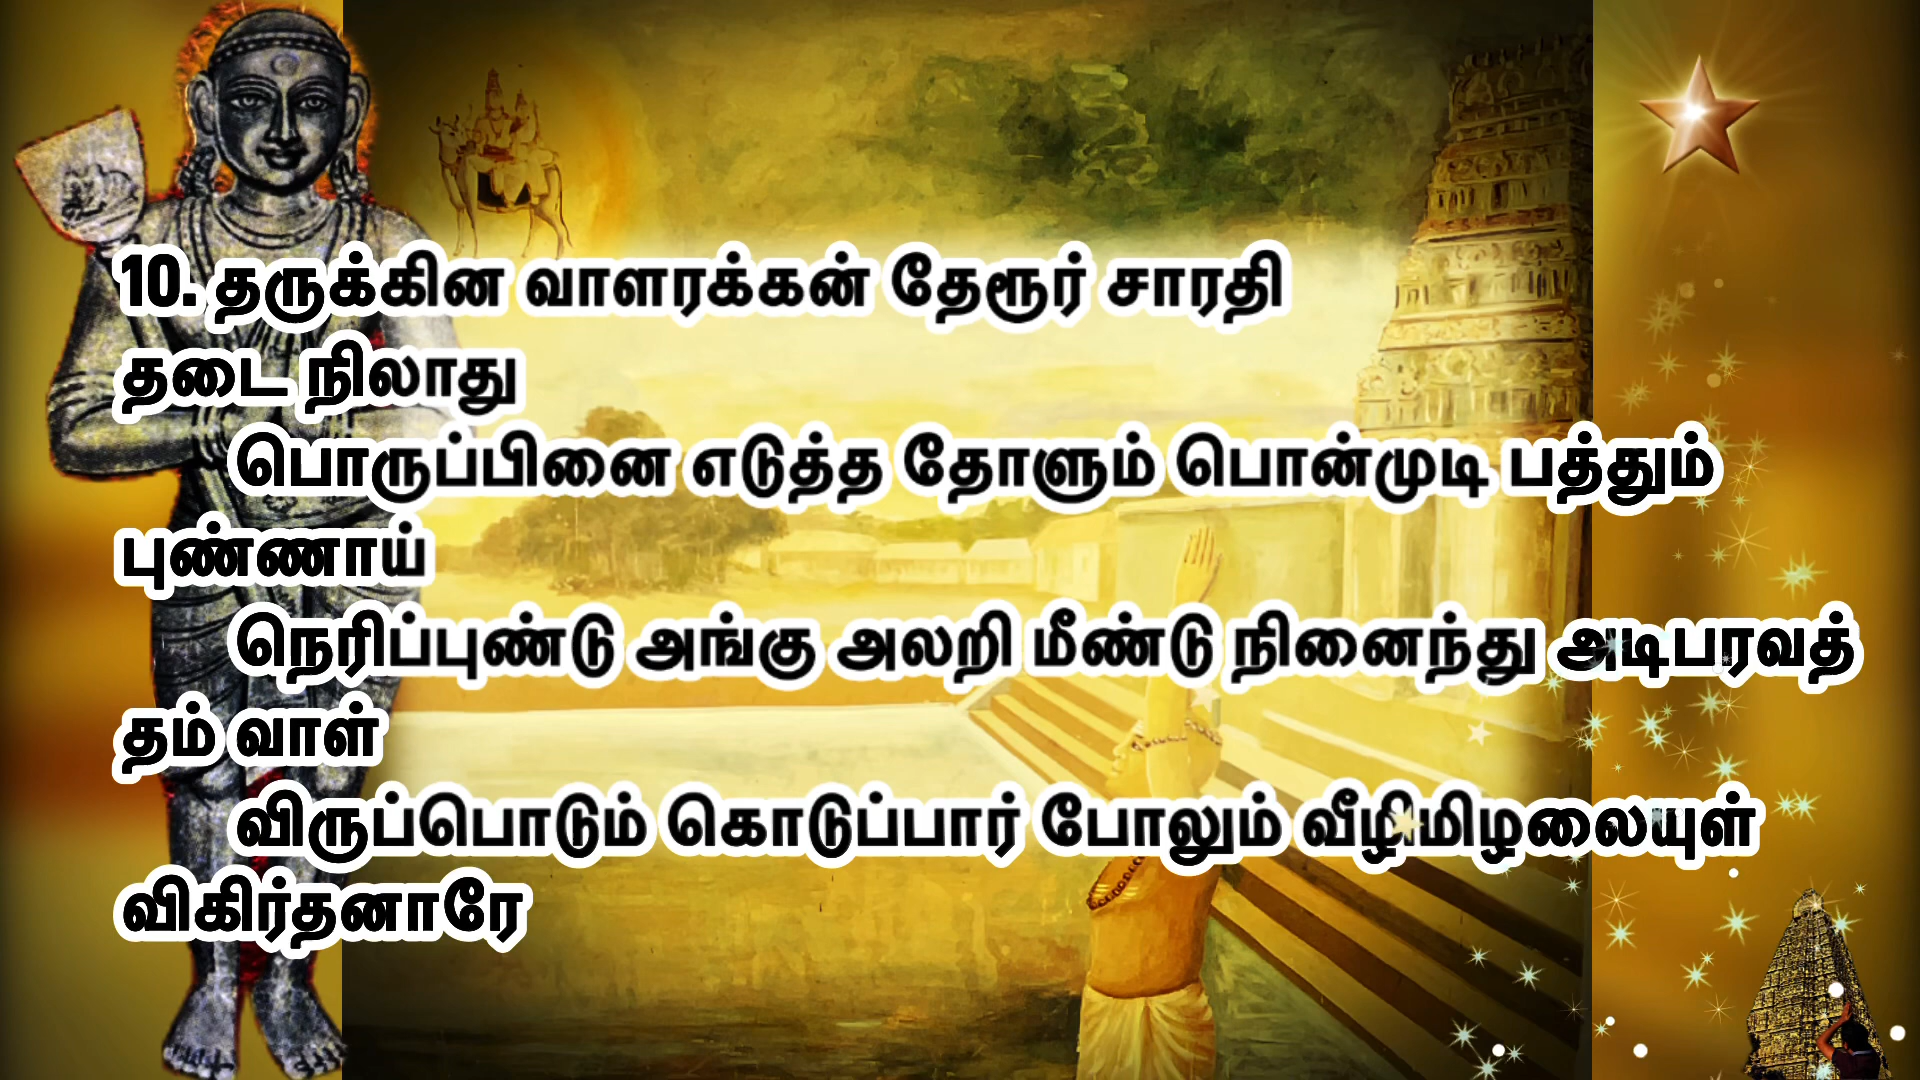 10. தருக்கின வாளரக்கன் தேரூர் சாரதி
தடை நிலாது
பொருப்பினை எடுத்த தோளும் பொன்முடி பத்தும்
புண்ணாய்
நெரிப்புண்டு அங்கு அலறி மீண்டு நினைந்து அடிபரவத்
தம் வாள்
விருப்பொடும் கொடுப்பார் போலும் வீழிமிழலையுள்
விகிர்தனாரே